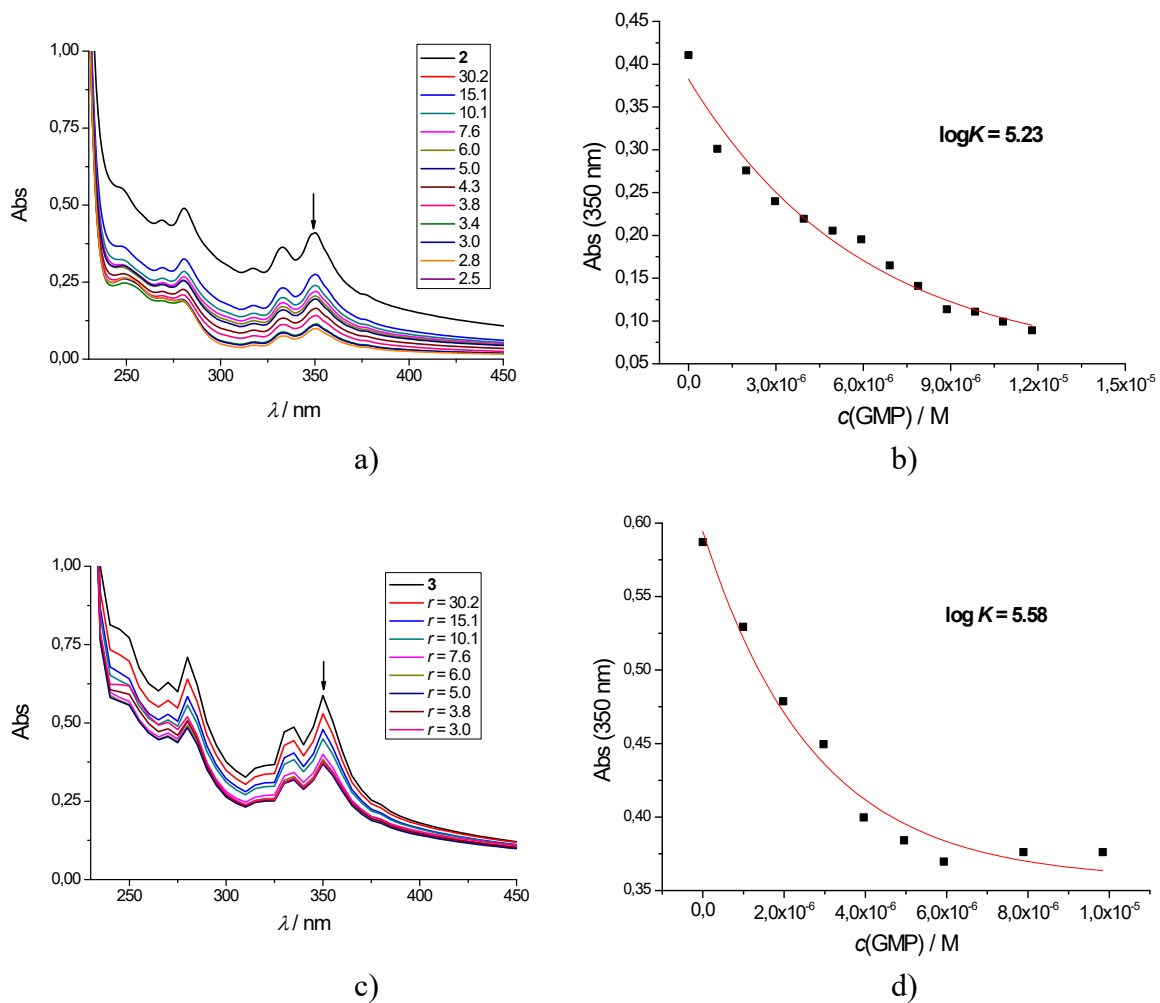 1,00
0,75
0,50
0,25
0,00
Abs
250 300 350 400 450
λ / nm
2
30.2
15.1
10.1
7.6
6.0
5.0
4.3
3.8
3.4
3.0
2.8
2.5
a)
0,45
0,40
0,35
0,30
0,25
0,20
0,15
0,10
0,05
Abs (350 nm)
logK = 5.23
0,0 3,0x10⁻⁶ 6,0x10⁻⁶ 9,0x10⁻⁶ 1,2x10⁻⁵ 1,5x10⁻⁵
c(GMP) / M
b)
1,00
0,75
0,50
0,25
0,00
Abs
250 300 350 400 450
λ / nm
3
r = 30.2
r = 15.1
r = 10.1
r = 7.6
r = 6.0
r = 5.0
r = 3.8
r = 3.0
c)
0,60
0,55
0,50
0,45
0,40
0,35
Abs (350 nm)
log K = 5.58
0,0 2,0x10⁻⁶ 4,0x10⁻⁶ 6,0x10⁻⁶ 8,0x10⁻⁶ 1,0x10⁻⁵
c(GMP) / M
d)